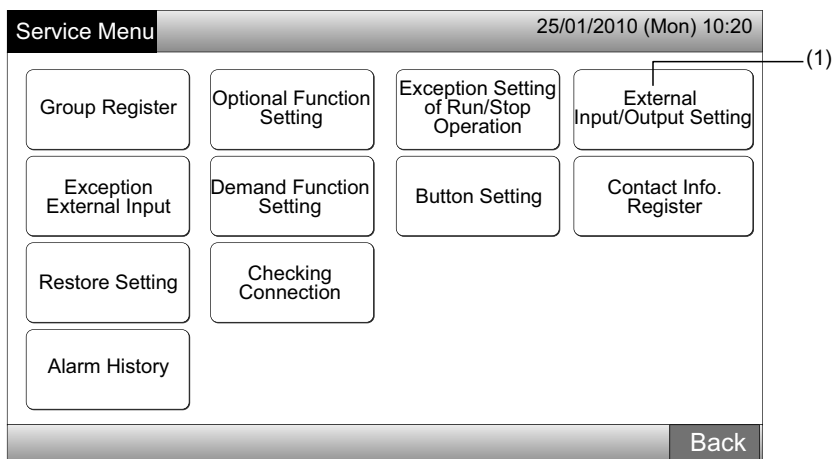 Service Menu
25/01/2010 (Mon) 10:20
(1)
Group Register
Optional Function
Setting
Exception Setting
of Run/Stop
Operation
External
Input/Output Setting
Exception
External Input
Demand Function
Setting
Button Setting
Contact Info.
Register
Restore Setting
Checking
Connection
Alarm History
Back